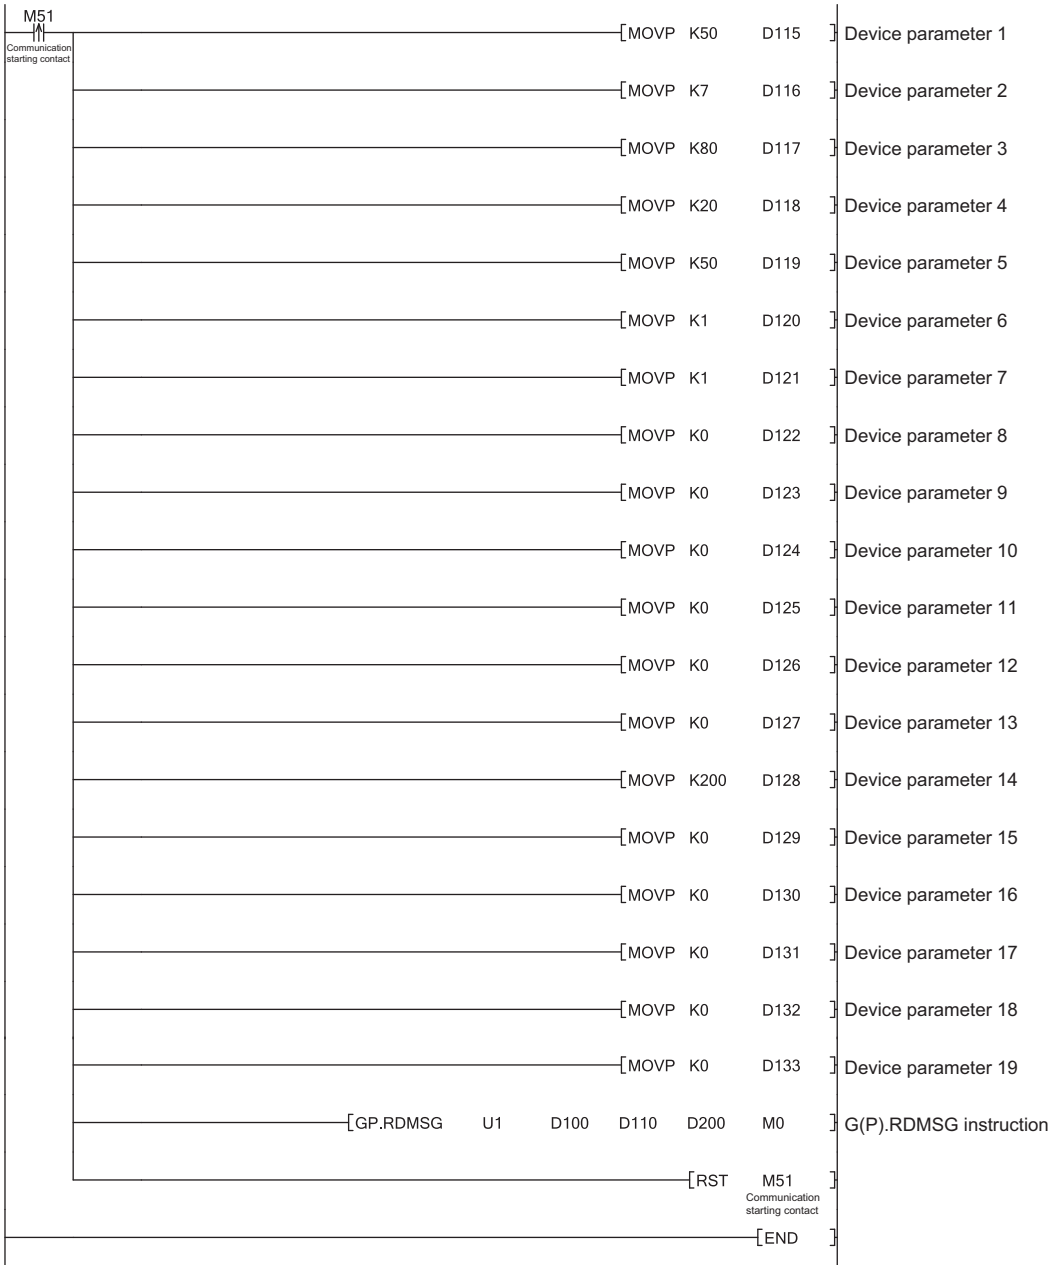 M51
Communication
starting contact
MOVP K50 D115 Device parameter 1
MOVP K7 D116 Device parameter 2
MOVP K80 D117 Device parameter 3
MOVP K20 D118 Device parameter 4
MOVP K50 D119 Device parameter 5
MOVP K1 D120 Device parameter 6
MOVP K1 D121 Device parameter 7
MOVP K0 D122 Device parameter 8
MOVP K0 D123 Device parameter 9
MOVP K0 D124 Device parameter 10
MOVP K0 D125 Device parameter 11
MOVP K0 D126 Device parameter 12
MOVP K0 D127 Device parameter 13
MOVP K200 D128 Device parameter 14
MOVP K0 D129 Device parameter 15
MOVP K0 D130 Device parameter 16
MOVP K0 D131 Device parameter 17
MOVP K0 D132 Device parameter 18
MOVP K0 D133 Device parameter 19
GP.RDMSG U1 D100 D110 D200 M0 G(P).RDMSG instruction
RST M51
Communication
starting contact
END